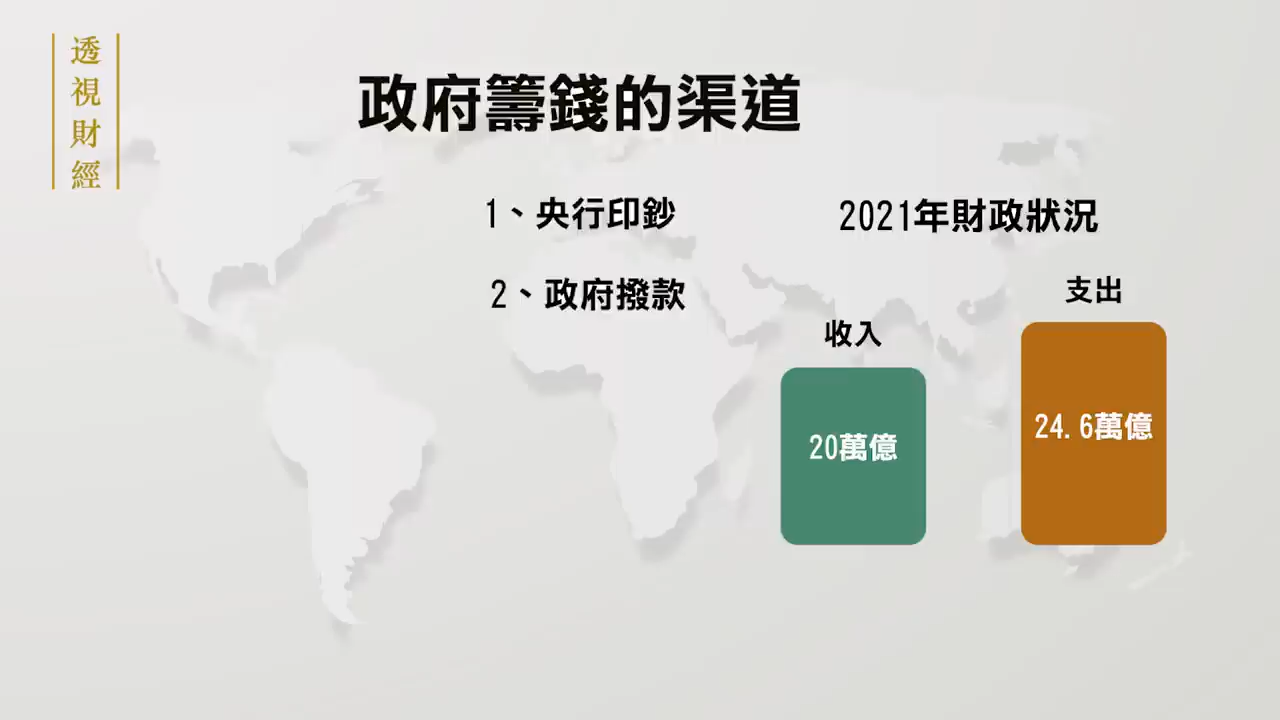 透視財經
政府籌錢的渠道
1、央行印鈔
2、政府撥款
2021年財政狀況
收入
20萬億
支出
24.6萬億